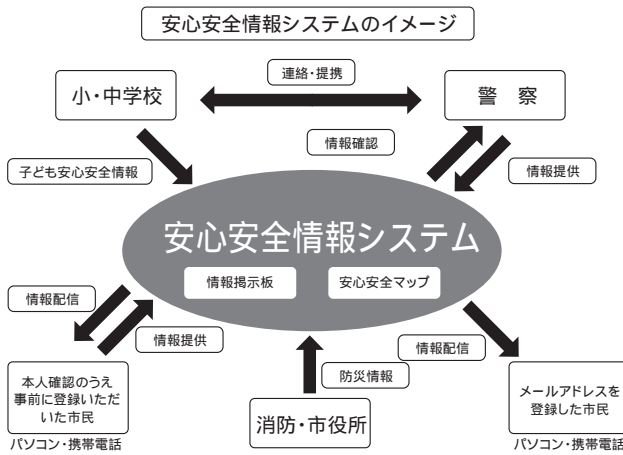 安心安全情報システムのイメージ
連絡・提携
小・中学校
警　察
情報確認
子ども安心安全情報
情報提供
安心安全情報システム
情報掲示板
安心安全マップ
情報配信
情報提供
情報配信
防災情報
本人確認のうえ
事前に登録いただ
いた市民
消防・市役所
メールアドレスを
登録した市民
パソコン・携帯電話
パソコン・携帯電話